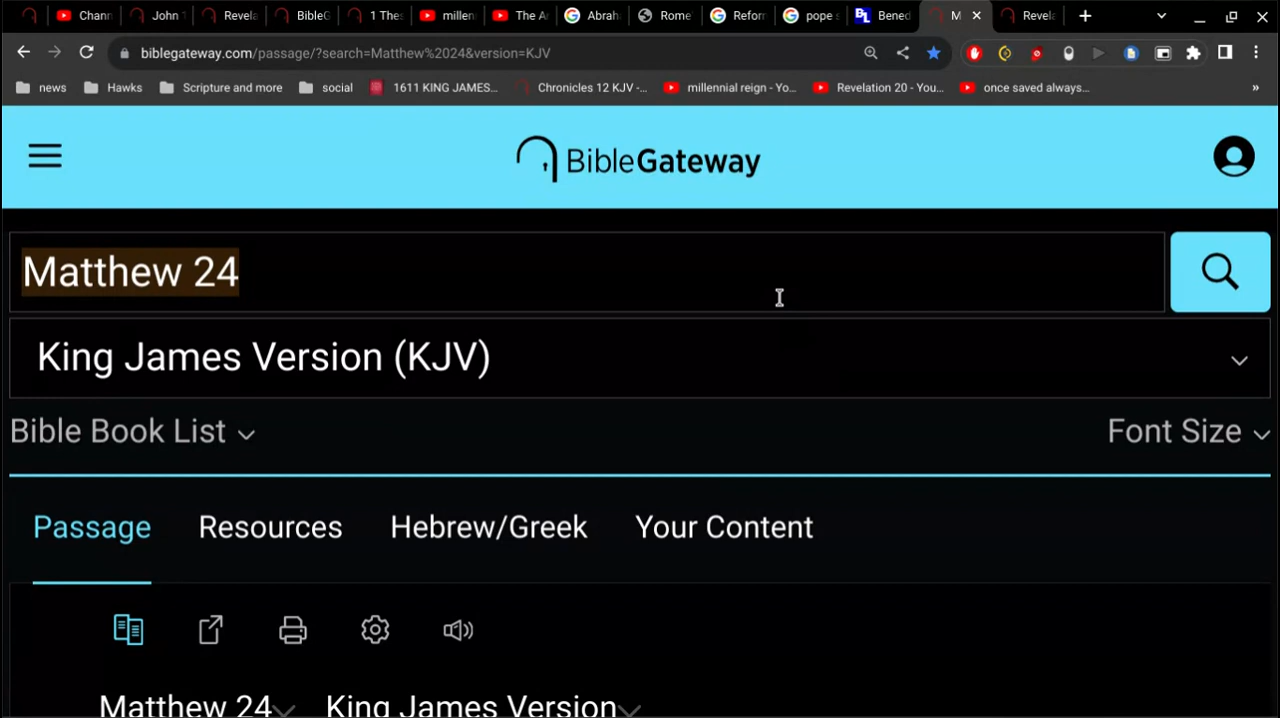 Chann
John 1
Revela
BibleG
1 Thes
millen
The A
Abrah
Rome
Reforr
pope s
BL
Bened
M
Revela
biblegateway.com/passage/?search=Matthew%2024&version=KJV
news
Hawks
Scripture and more
social
1611 KING JAMES...
Chronicles 12 KJV -...
millennial reign - Yo...
Revelation 20 - You...
once saved always...
»
BibleGateway
Matthew 24
King James Version (KJV)
Bible Book List
Font Size
Passage
Resources
Hebrew/Greek
Your Content
Matthew 24
King James Version